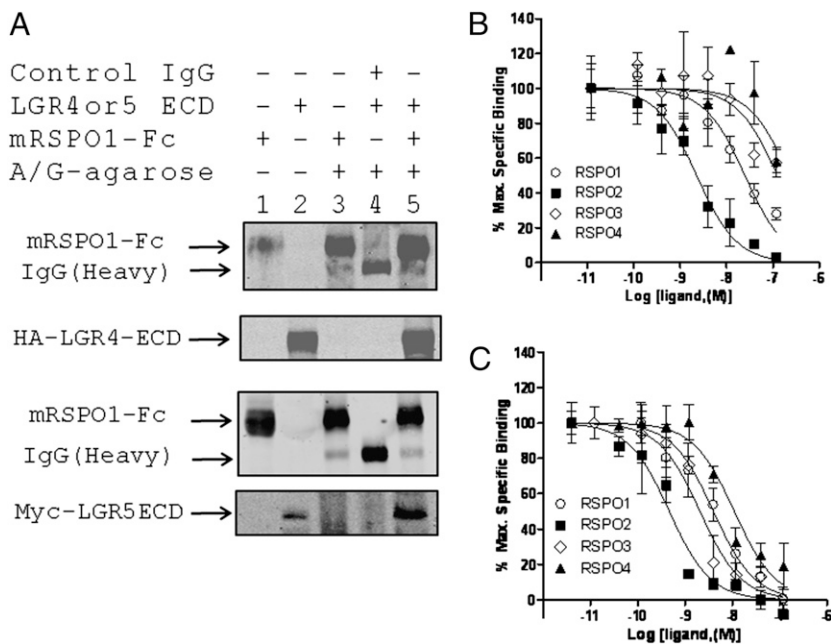 A
Control IgG - - - + -
LGR4or5 ECD - + - + +
mRSPO1-Fc + - + - +
A/G-agarose - - + + +
1 2 3 4 5
mRSPO1-Fc
IgG(Heavy)
HA-LGR4-ECD
mRSPO1-Fc
IgG(Heavy)
Myc-LGR5ECD
B
% Max. Specific Binding
140
120
100
80
60
40
20
0
RSPO1
RSPO2
RSPO3
RSPO4
-11 -10 -9 -8 -7 -6
Log [ligand,(M)]
C
% Max. Specific Binding
140
120
100
80
60
40
20
0
RSPO1
RSPO2
RSPO3
RSPO4
-11 -10 -9 -8 -7 -6
Log [ligand,(M)]